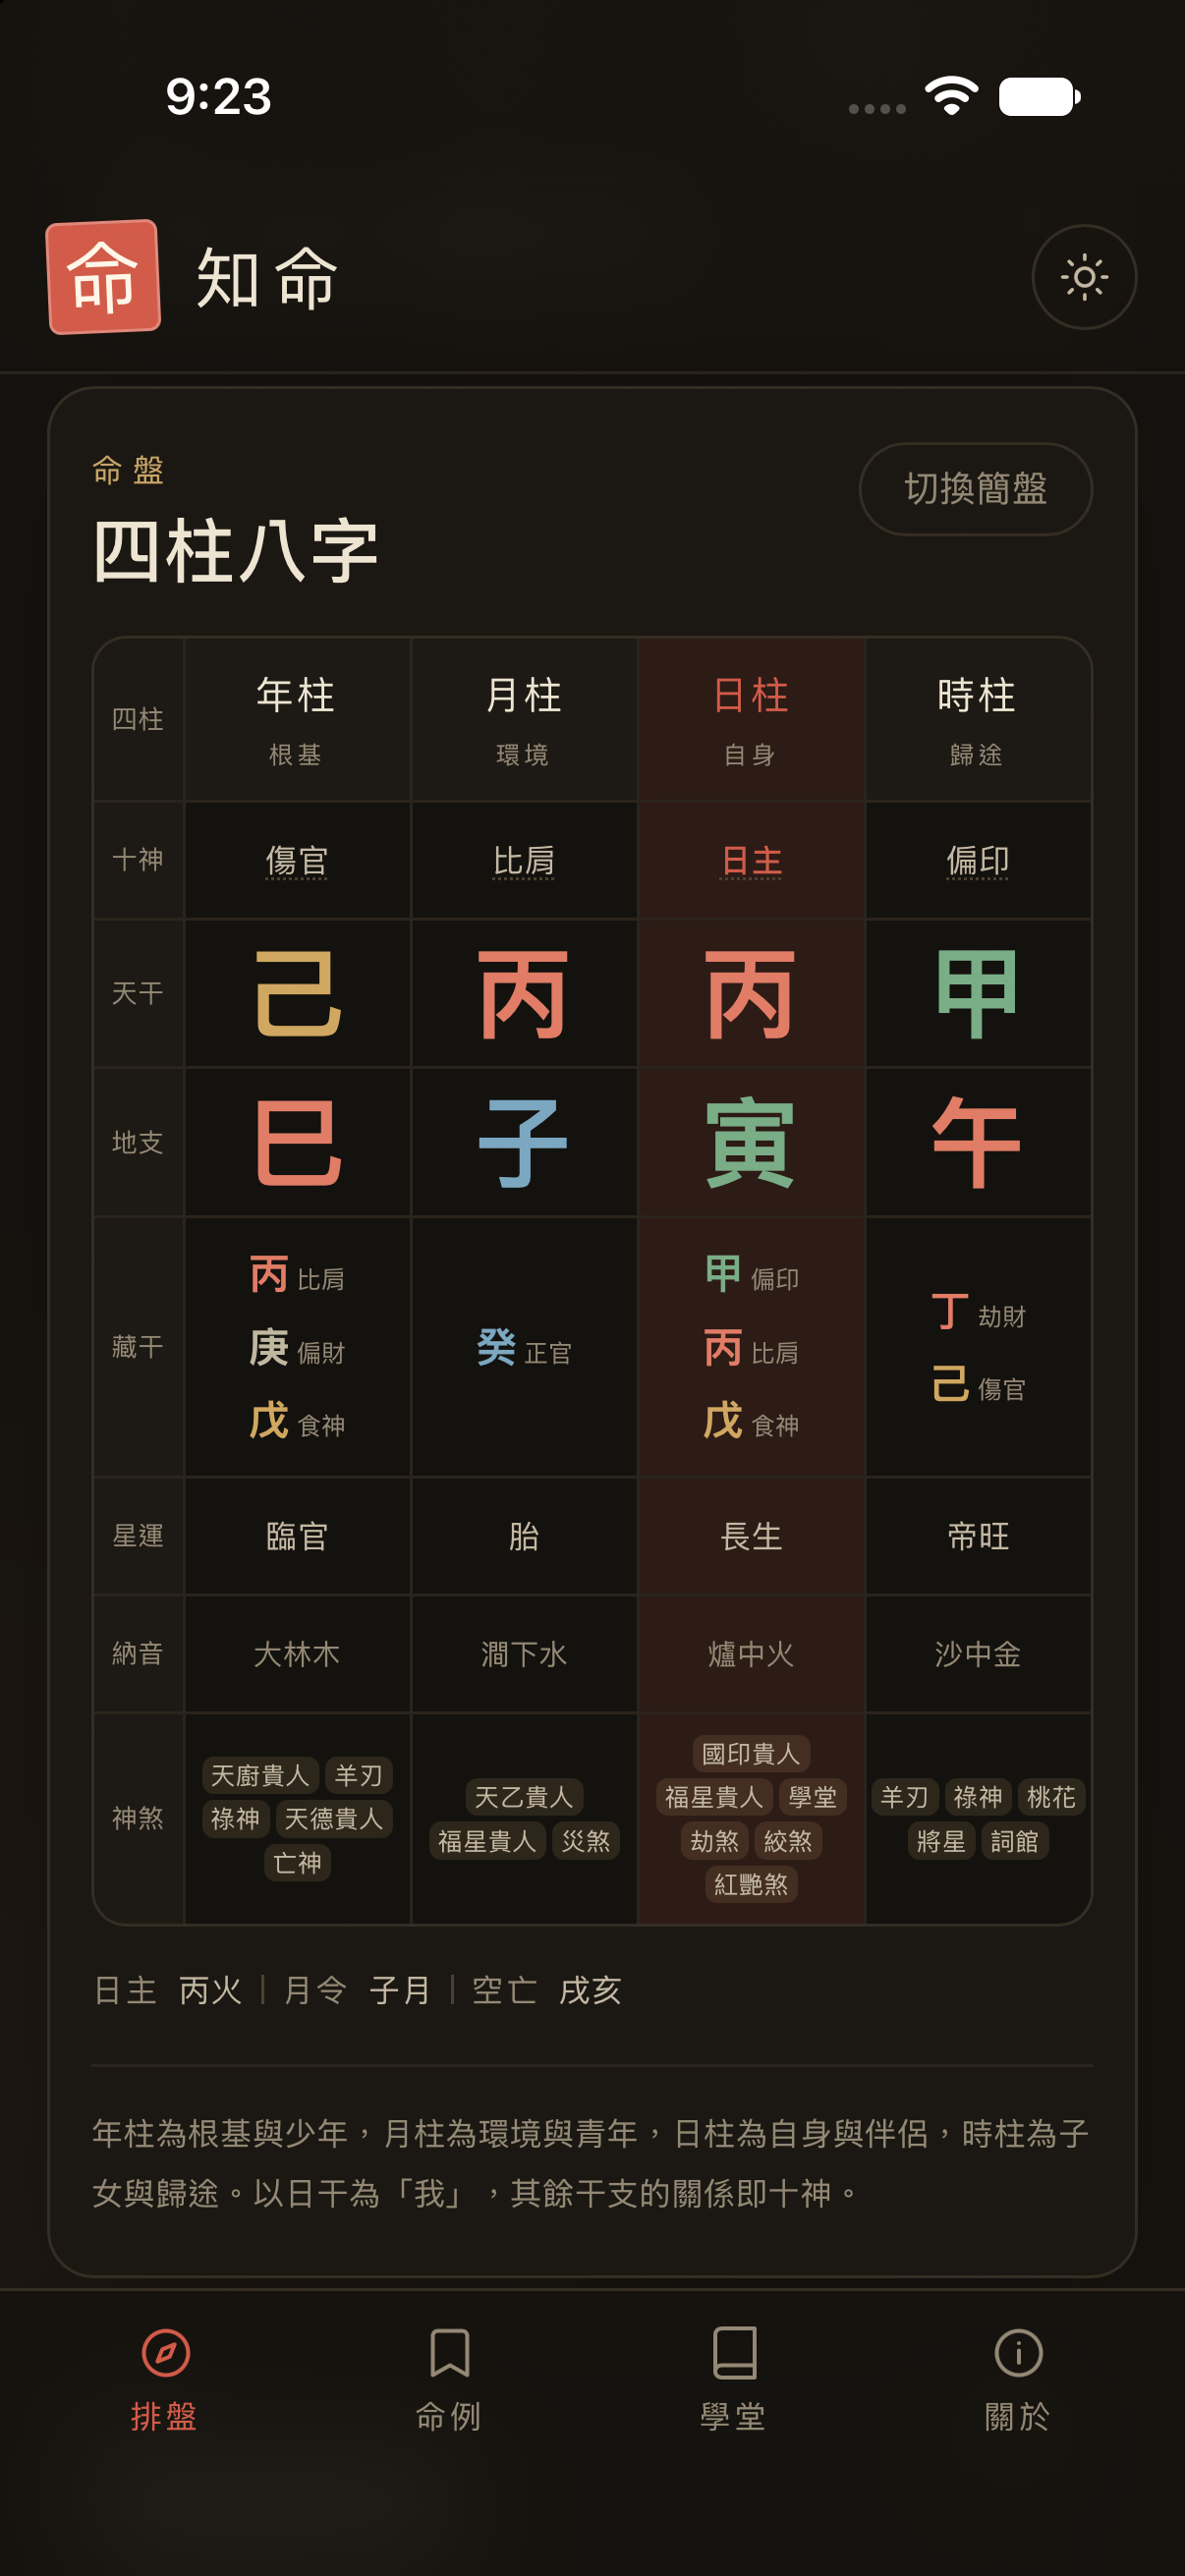 9:23
命 知命
命盤
切換簡盤
四柱八字
四柱 年柱 月柱 日柱 時柱
根基 環境 自身 歸途
十神 傷官 比肩 日主 偏印
天干 己 丙 丙 甲
地支 巳 子 寅 午
藏干
丙 比肩
庚 偏財
戊 食神
癸 正官
甲 偏印
丙 比肩
戊 食神
丁 劫財
己 傷官
星運 臨官 胎 長生 帝旺
納音 大林木 澗下水 爐中火 沙中金
神煞
天廚貴人 羊刃
祿神 天德貴人
亡神
天乙貴人
福星貴人 災煞
國印貴人
福星貴人 學堂
劫煞 絞煞
紅艷煞
羊刃 祿神 桃花
將星 詞館
日主 丙火 | 月令 子月 | 空亡 戌亥
年柱為根基與少年，月柱為環境與青年，日柱為自身與伴侶，時柱為子
女與歸途。以日干為「我」，其餘干支的關係即十神。
排盤 命例 學堂 關於